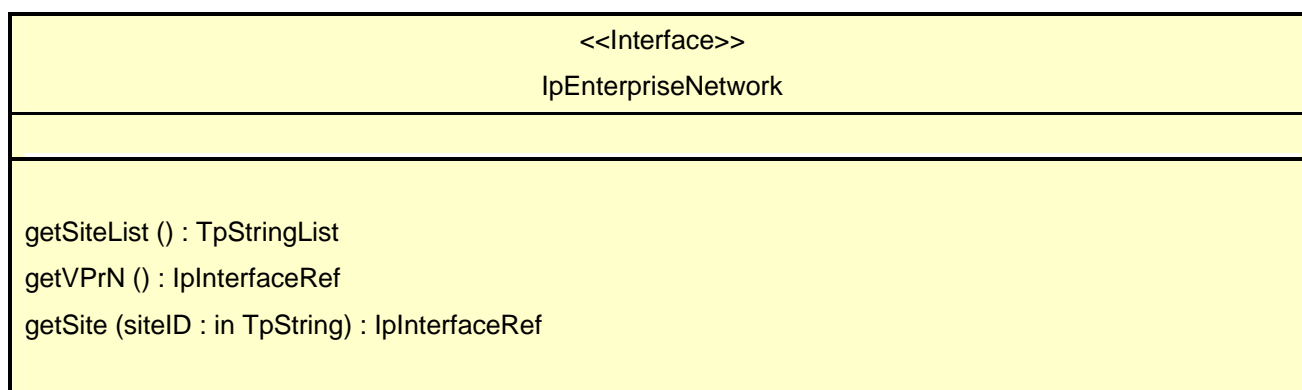 <<Interface>>
IpEnterpriseNetwork
getSiteList () : TpStringList
getVPrN () : IpInterfaceRef
getSite (siteID : in TpString) : IpInterfaceRef